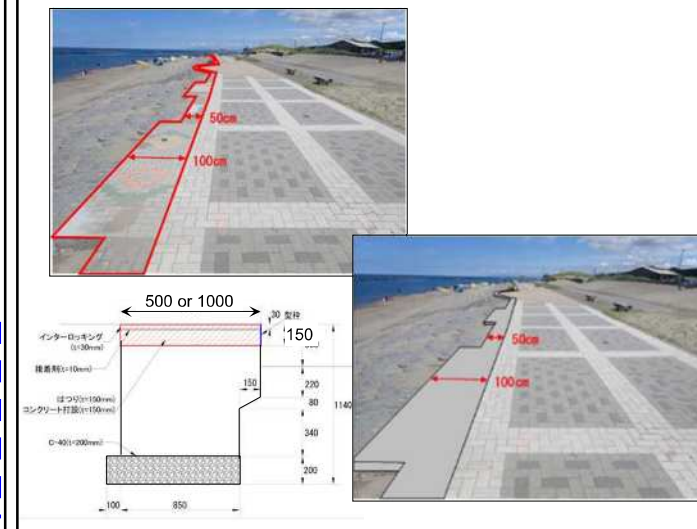 50cm
100cm
500 or 1000
30 型枠
150
インターロッキング
(t=30mm)
接着剤(t=10mm)
はつり(t=150mm)
コンクリート打設(t=150mm)
C-40(t=200mm)
150
220
80
340
200
1140
100
850
50cm
100cm